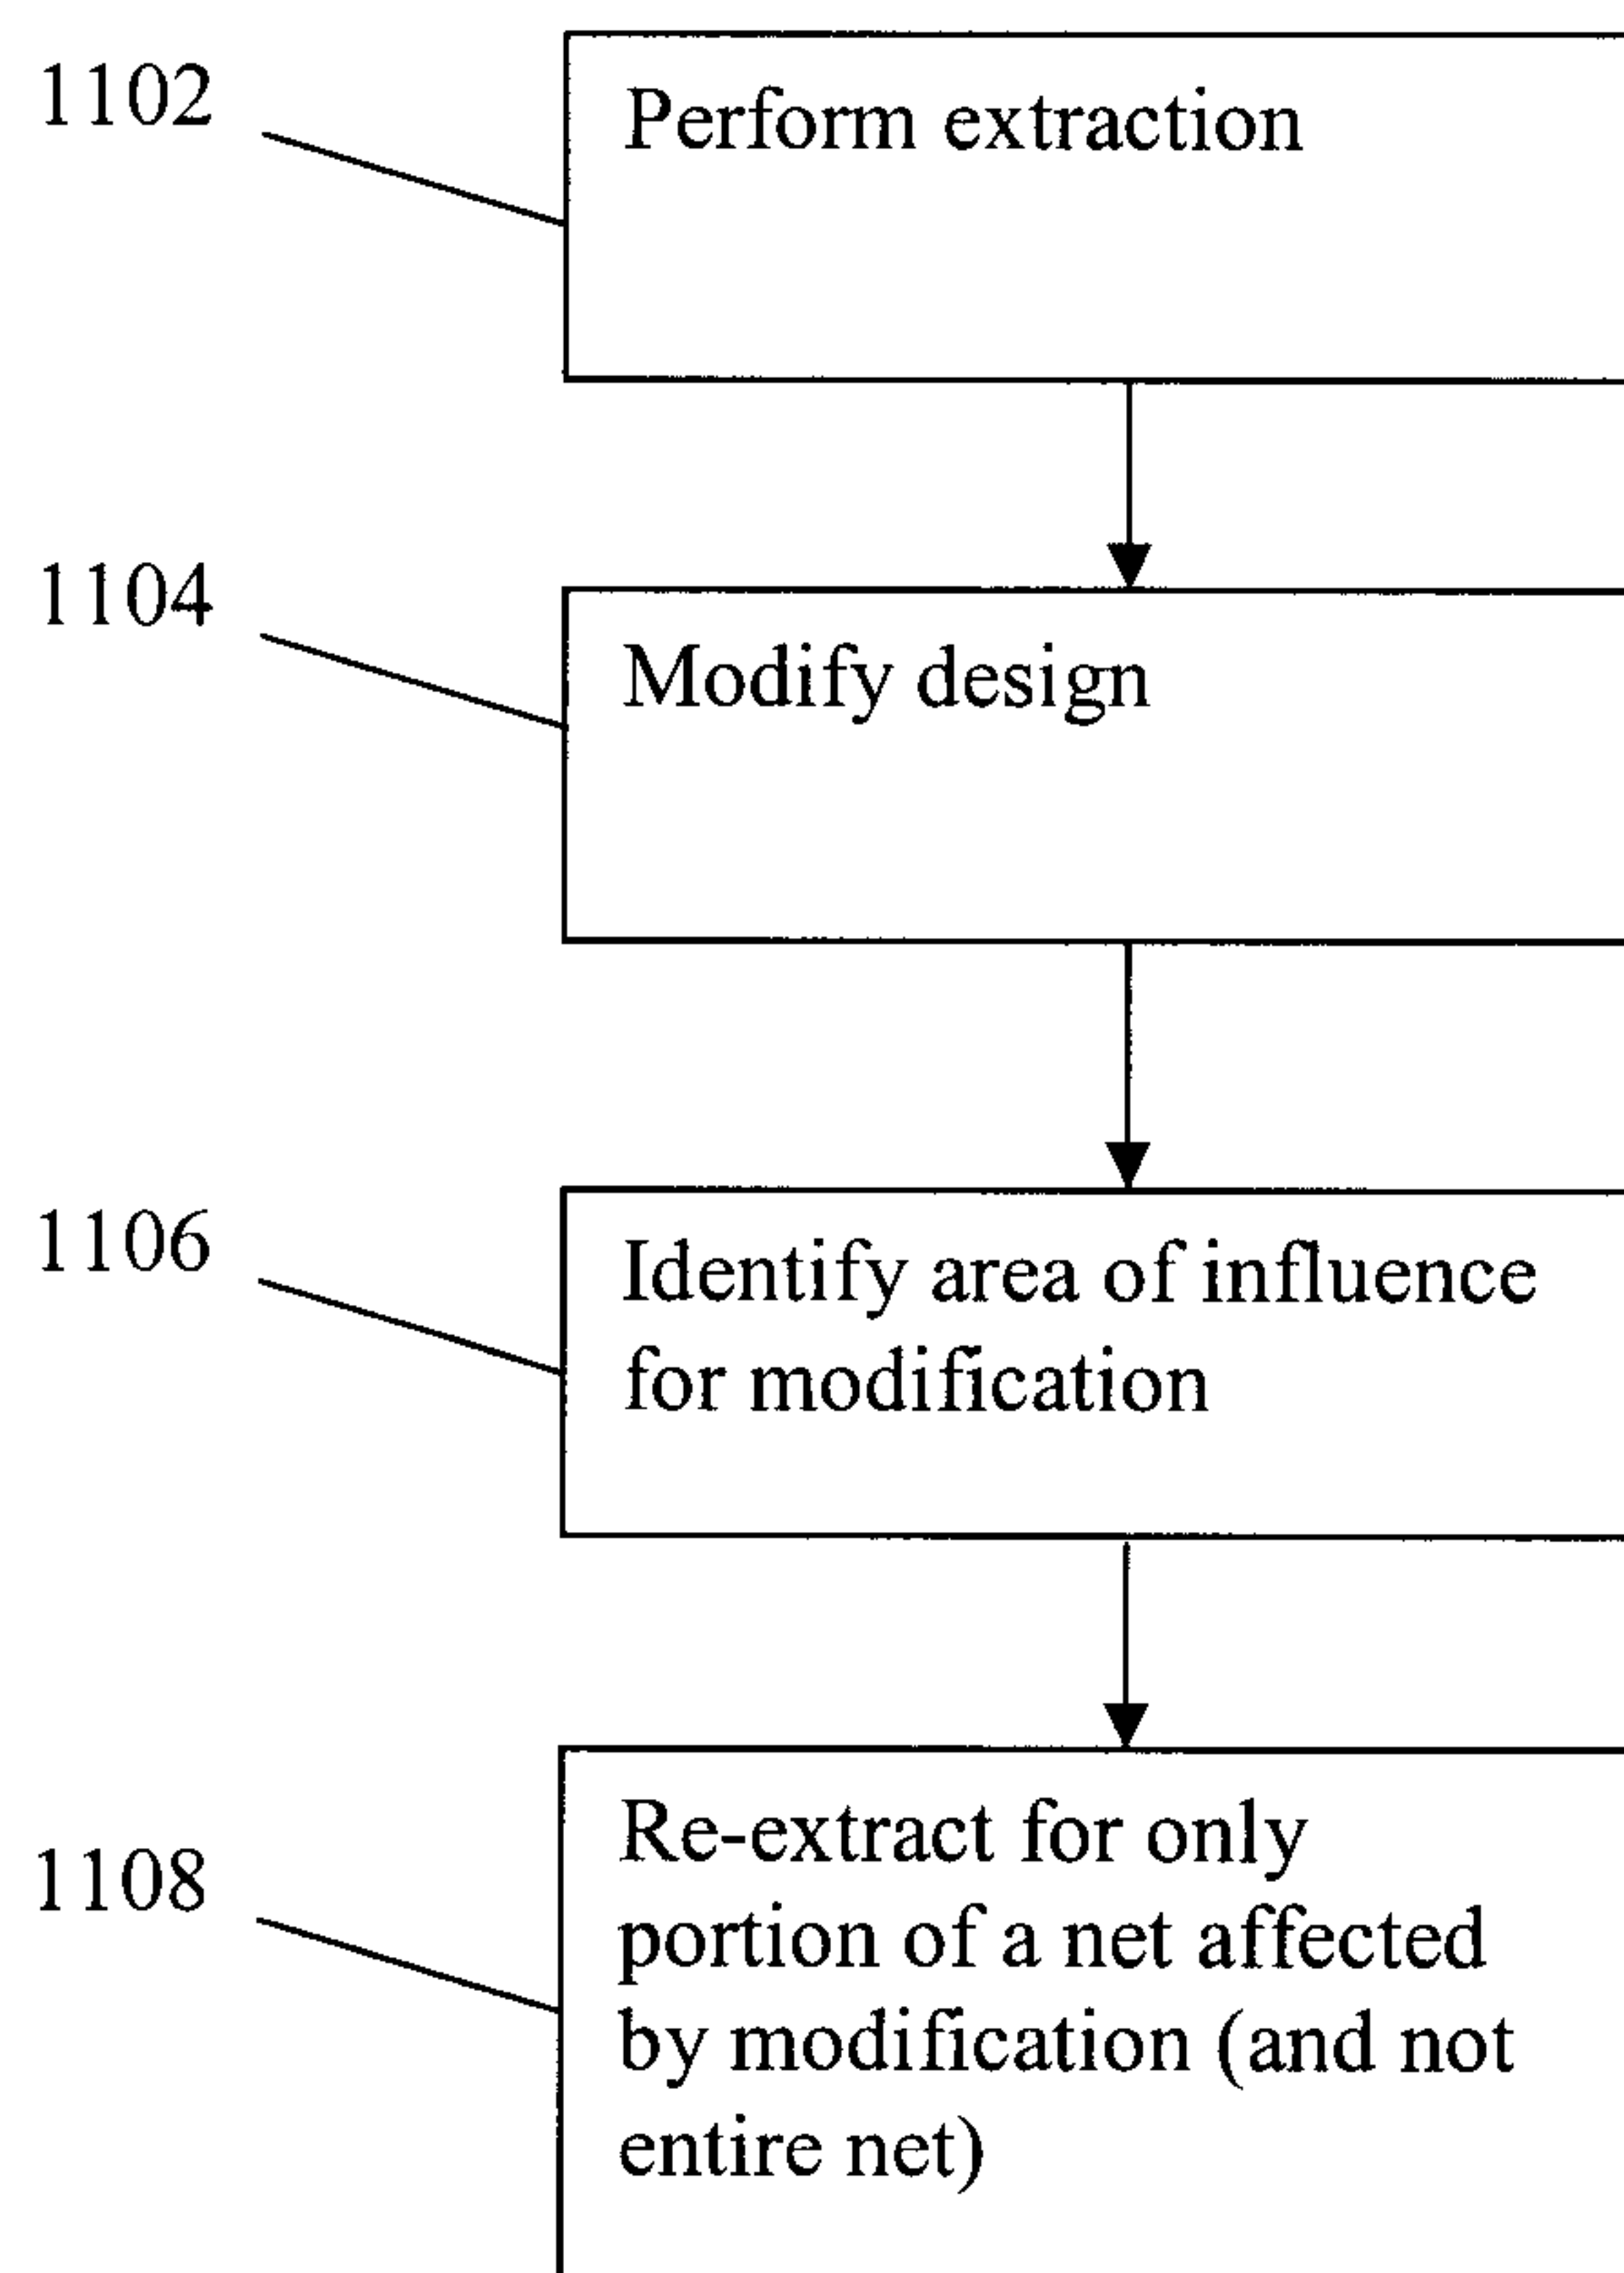 1102
Perform extraction
1104
Modify design
1106
Identify area of influence
for modification
1108
Re-extract for only
portion of a net affected
by modification (and not
entire net)